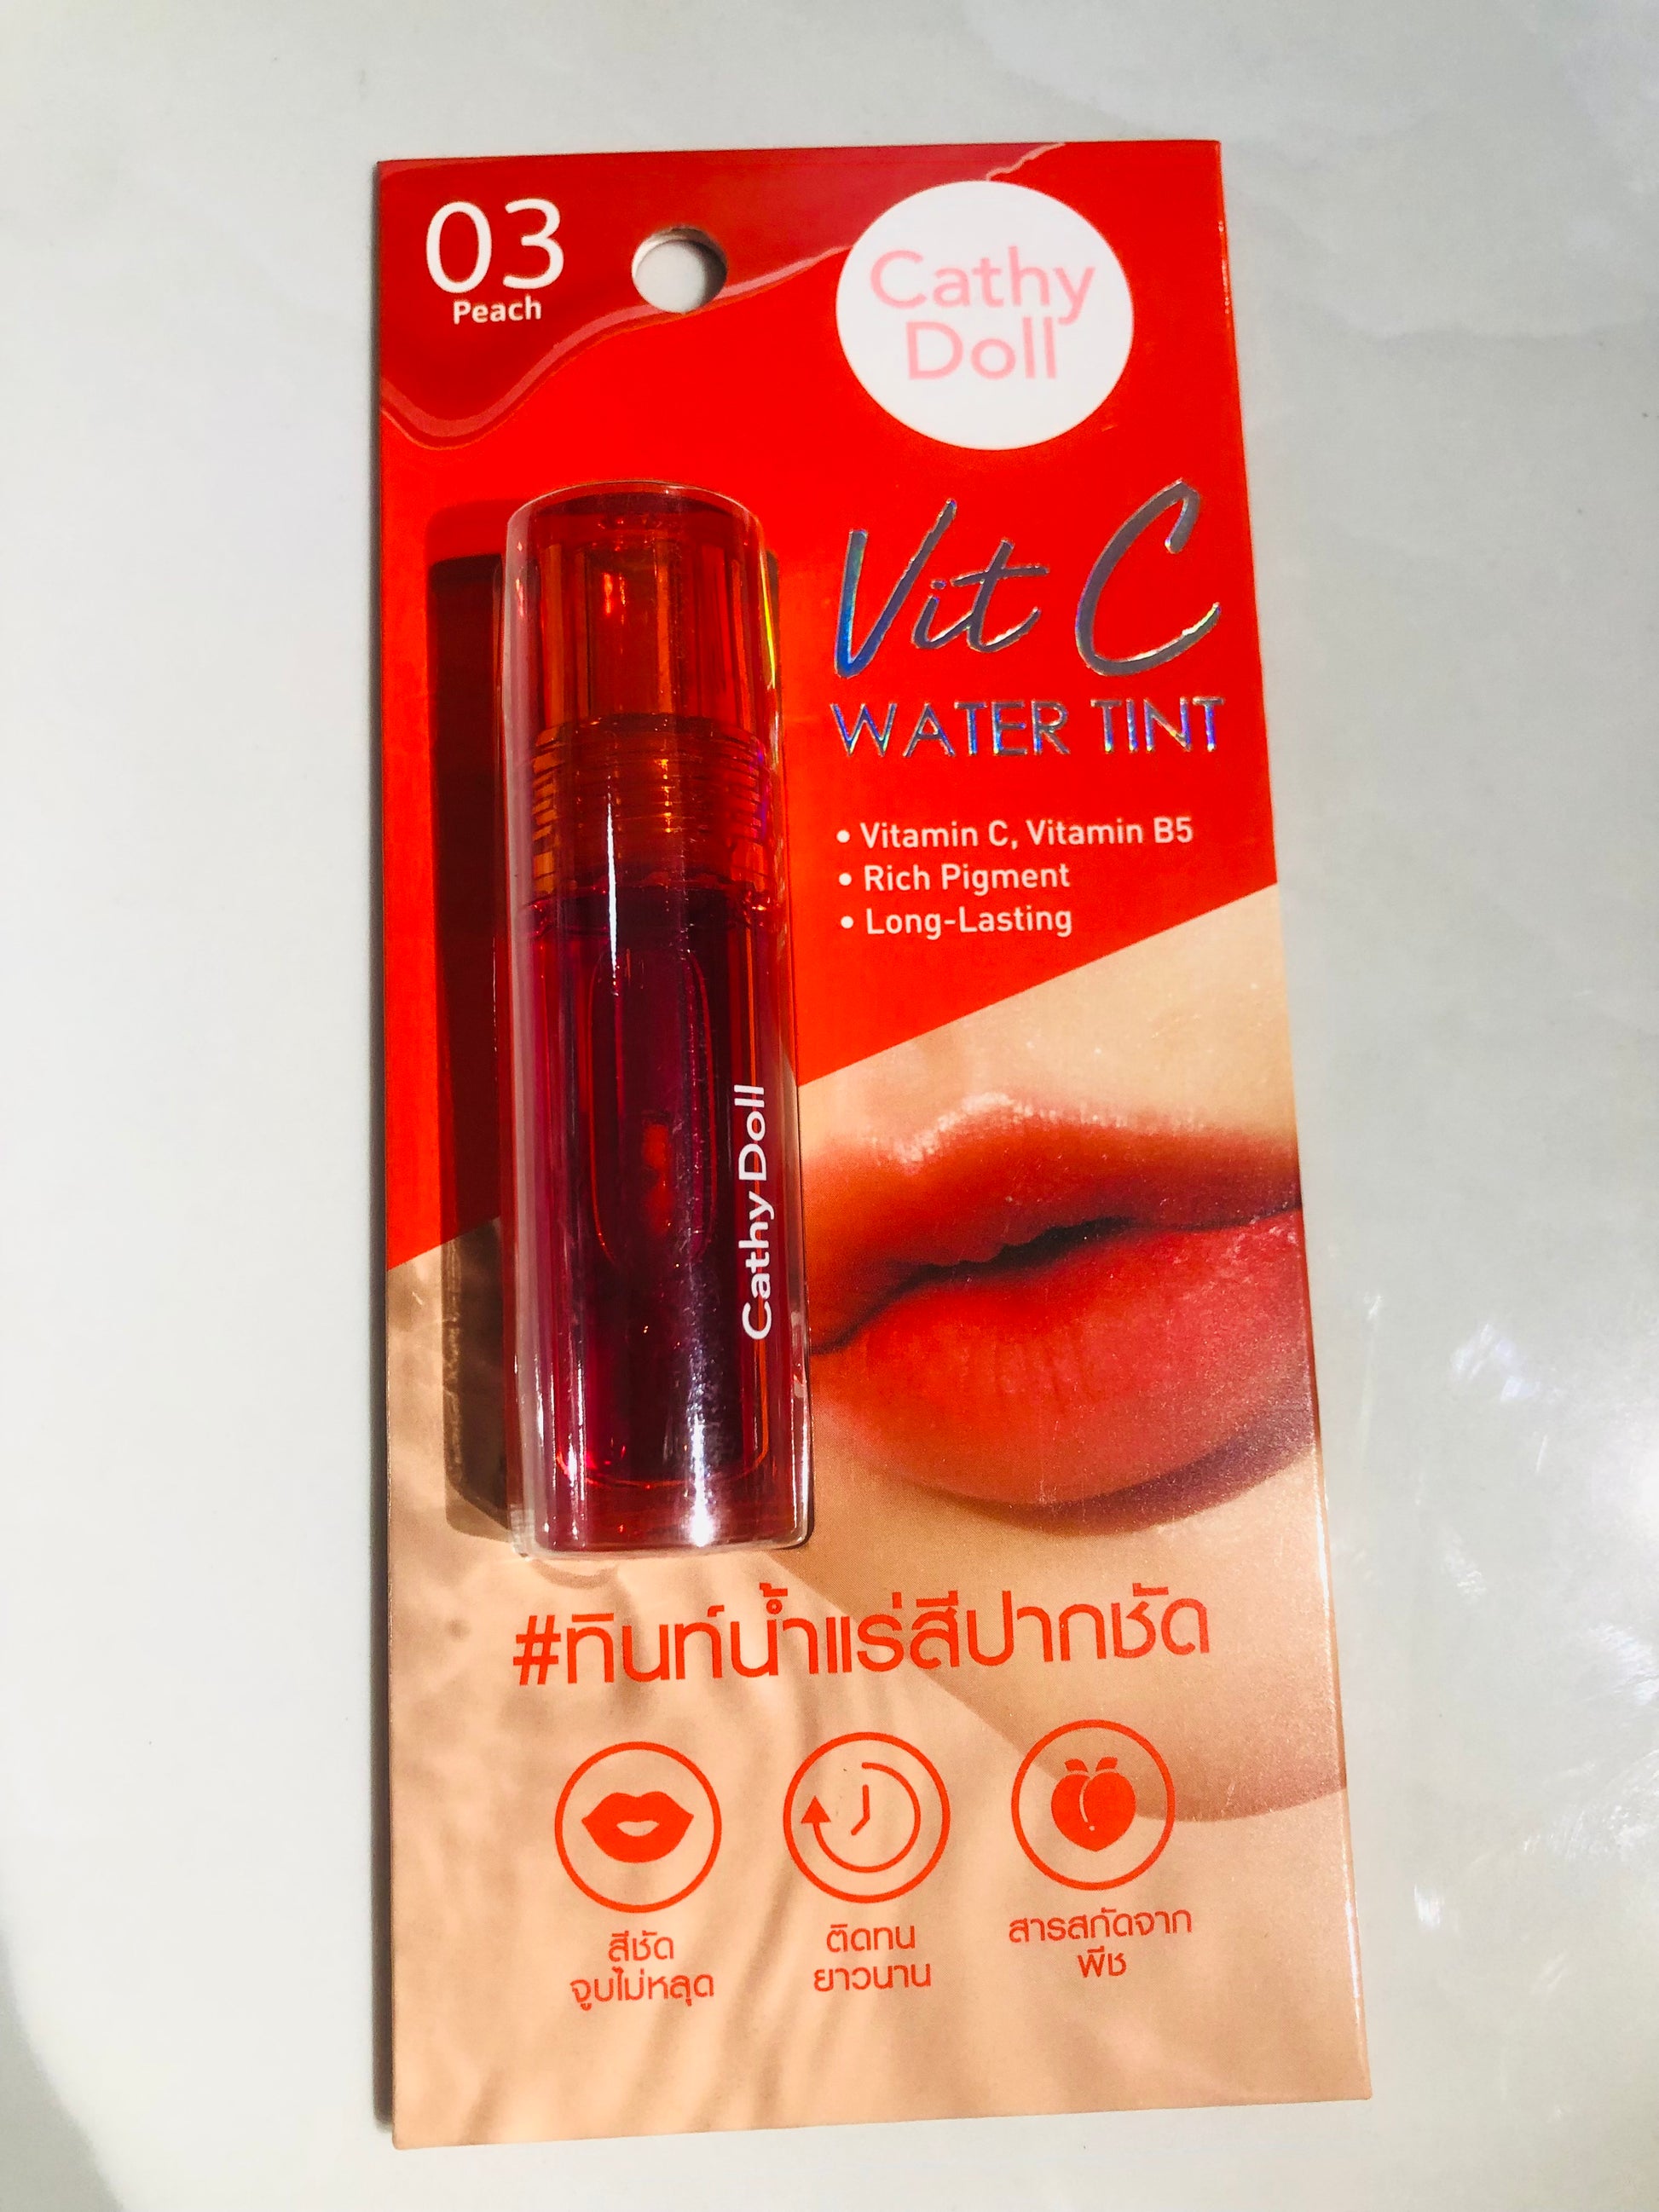 03
Peach
Cathy
Doll
Vit C
WATER TINT
• Vitamin C, Vitamin B5
• Rich Pigment
• Long-Lasting
Cathy Doll
#ทินท์น้ำแร่สีปากชัด
สีชัด
จูบไม่หลุด
ติดทน
ยาวนาน
สารสกัดจาก
พีช